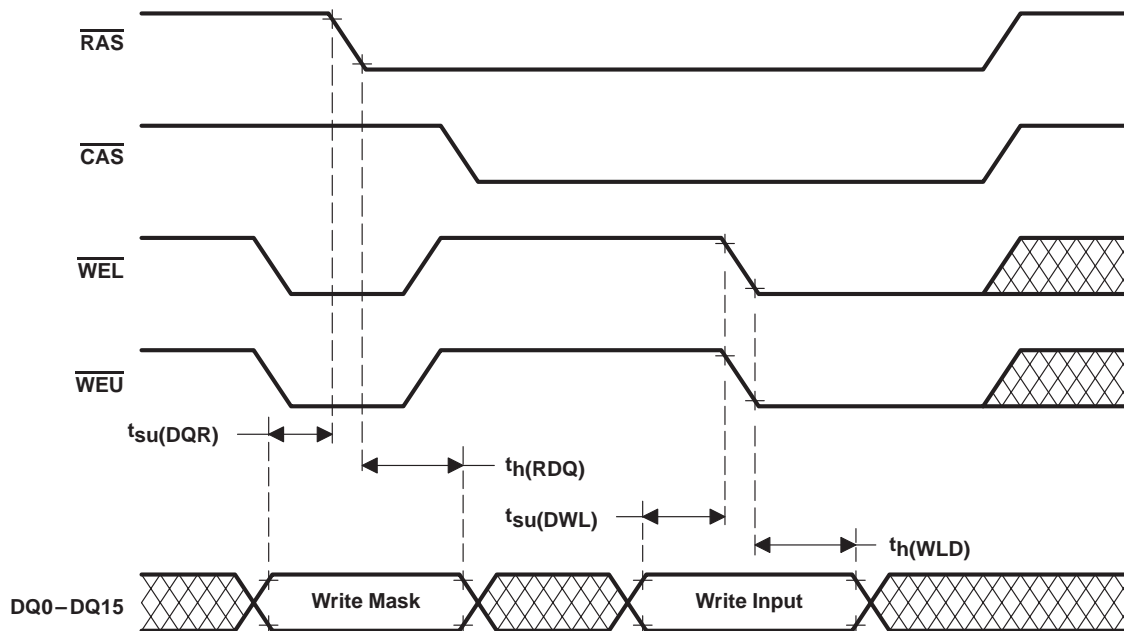 RAS
CAS
WEL
WEU
tsu(DQR)
th(RDQ)
tsu(DWL)
th(WLD)
DQ0–DQ15
Write Mask
Write Input